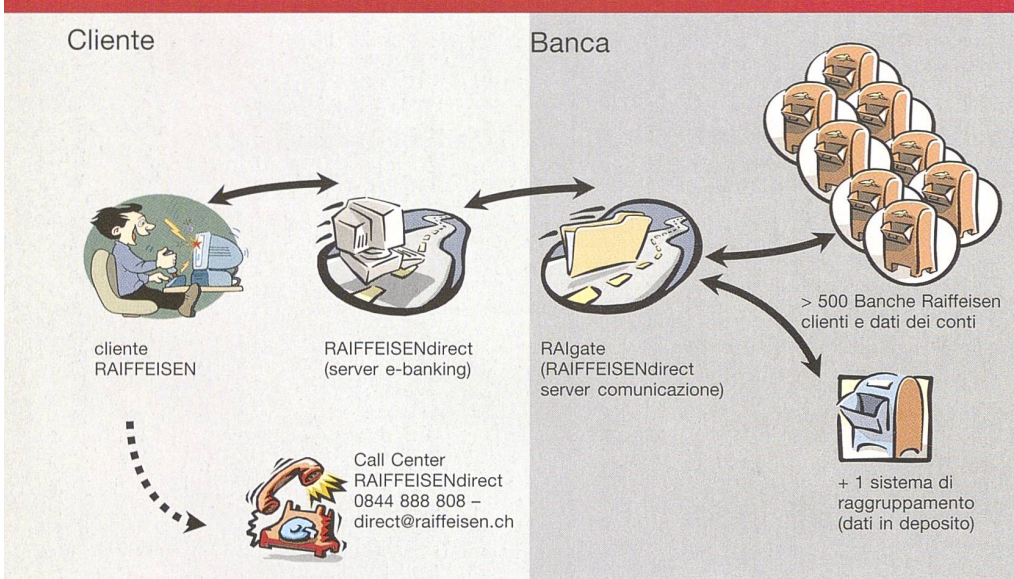 Cliente
Banca
cliente
RAIFFEISEN
RAIFFEISENdirect
(server e-banking)
RAIgate
(RAIFFEISENdirect
server comunicazione)
> 500 Banche Raiffeisen
clienti e dati dei conti
Call Center
RAIFFEISENdirect
0844 888 808 –
direct@raiffeisen.ch
+ 1 sistema di
raggruppamento
(dati in deposito)